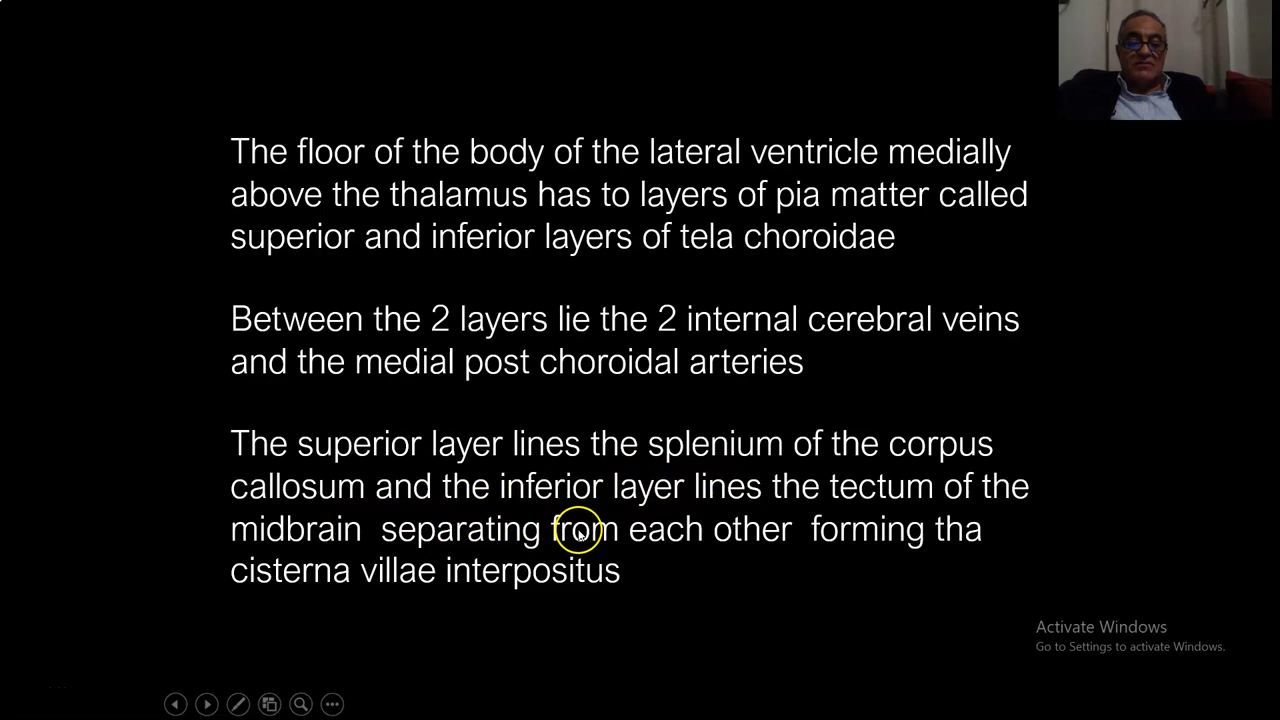 The floor of the body of the lateral ventricle medially
above the thalamus has to layers of pia matter called
superior and inferior layers of tela choroidae
Between the 2 layers lie the 2 internal cerebral veins
and the medial post choroidal arteries
The superior layer lines the splenium of the corpus
callosum and the inferior layer lines the tectum of the
midbrain separating from each other forming tha
cisterna villae interpositus
Activate Windows
Go to Settings to activate Windows.